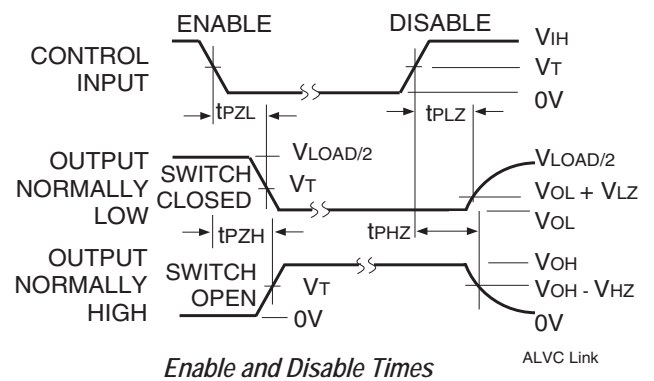 ENABLE
DISABLE
CONTROL
INPUT
VIH
VT
0V
tPZL
tPLZ
OUTPUT
NORMALLY
LOW
SWITCH
CLOSED
VLOAD/2
VT
VLOAD/2
VOL + VLZ
VOL
tPZH
tPHZ
OUTPUT
NORMALLY
HIGH
SWITCH
OPEN
VT
0V
VOH
VOH - VHZ
0V
Enable and Disable Times
ALVC Link